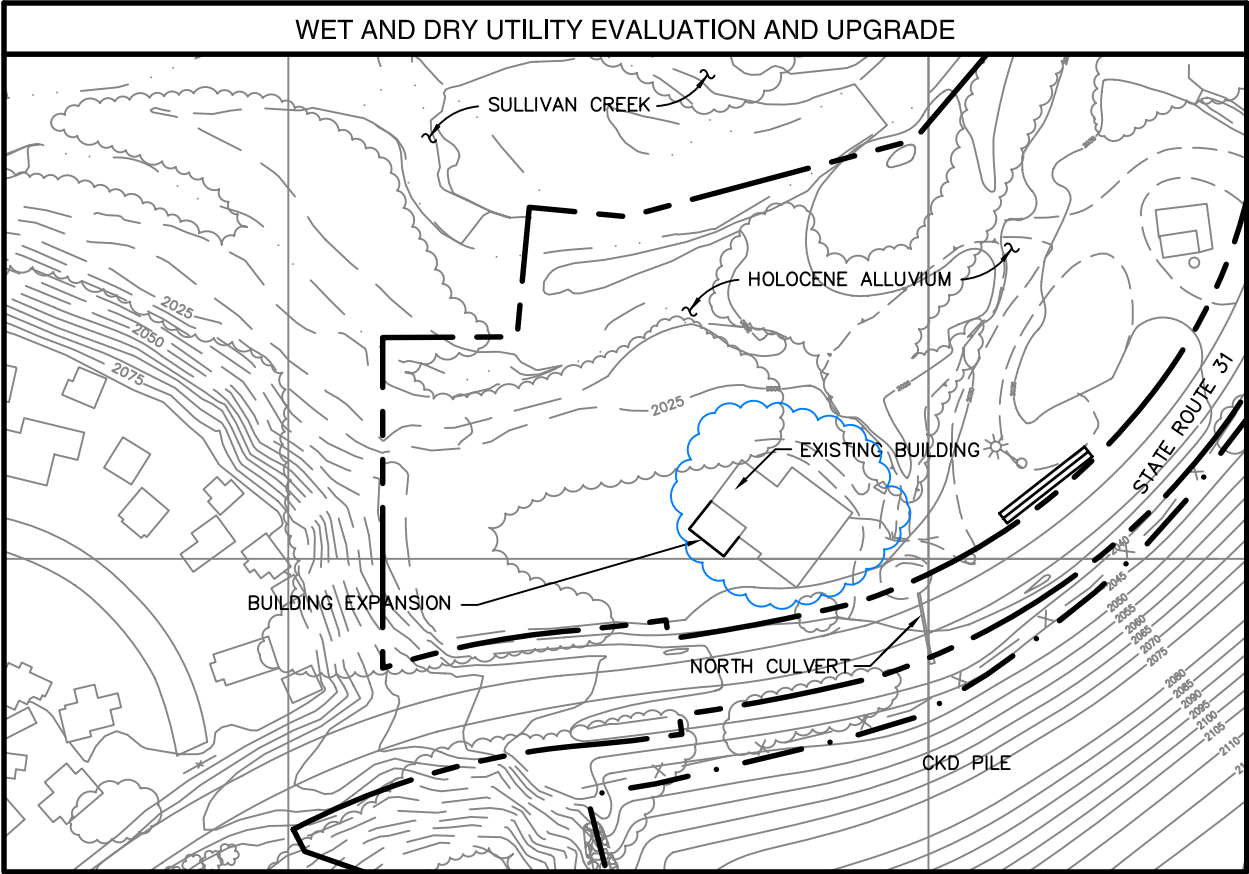 WET AND DRY UTILITY EVALUATION AND UPGRADE
SULLIVAN CREEK
HOLOCENE ALLUVIUM
2025
2050
2075
2025
STATE ROUTE 31
EXISTING BUILDING
BUILDING EXPANSION
NORTH CULVERT
CKD PILE
2040
2045
2050
2055
2060
2065
2070
2075
2080
2085
2090
2095
2100
2105
2110